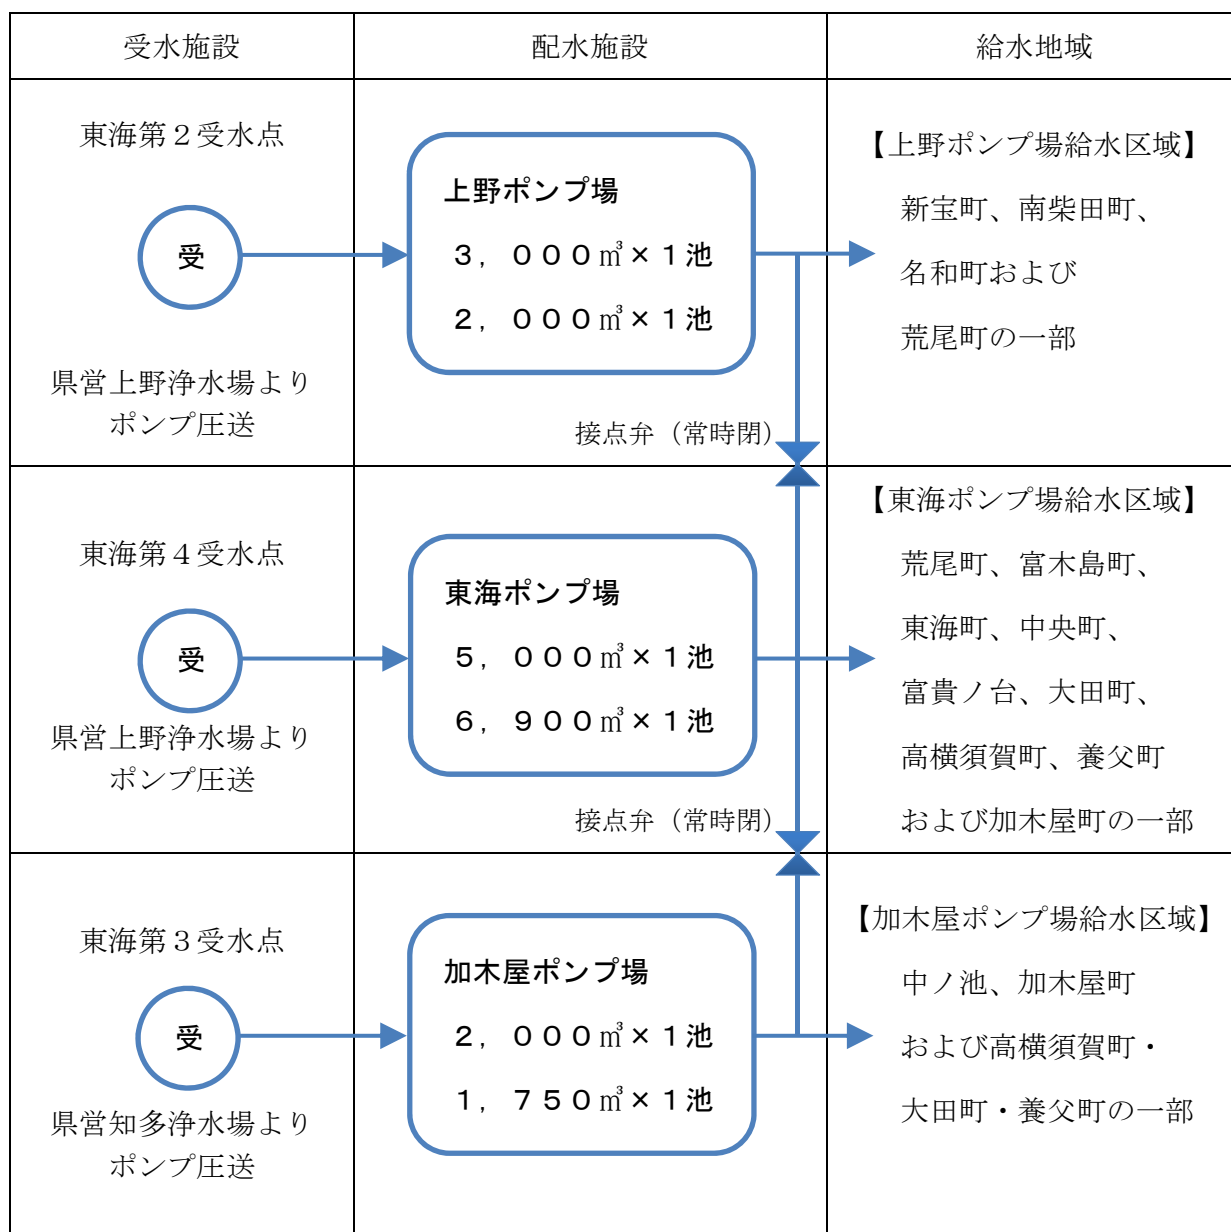 受水施設
配水施設
給水地域
東海第２受水点
受
県営上野浄水場より
ポンプ圧送
上野ポンプ場
３，０００㎥×１池
２，０００㎥×１池
接点弁（常時閉）
【上野ポンプ場給水区域】
新宝町、南柴田町、
名和町および
荒尾町の一部
東海第４受水点
受
県営上野浄水場より
ポンプ圧送
東海ポンプ場
５，０００㎥×１池
６，９００㎥×１池
接点弁（常時閉）
【東海ポンプ場給水区域】
荒尾町、富木島町、
東海町、中央町、
富貴ノ台、大田町、
高横須賀町、養父町
および加木屋町の一部
東海第３受水点
受
県営知多浄水場より
ポンプ圧送
加木屋ポンプ場
２，０００㎥×１池
１，７５０㎥×１池
【加木屋ポンプ場給水区域】
中ノ池、加木屋町
および高横須賀町・
大田町・養父町の一部